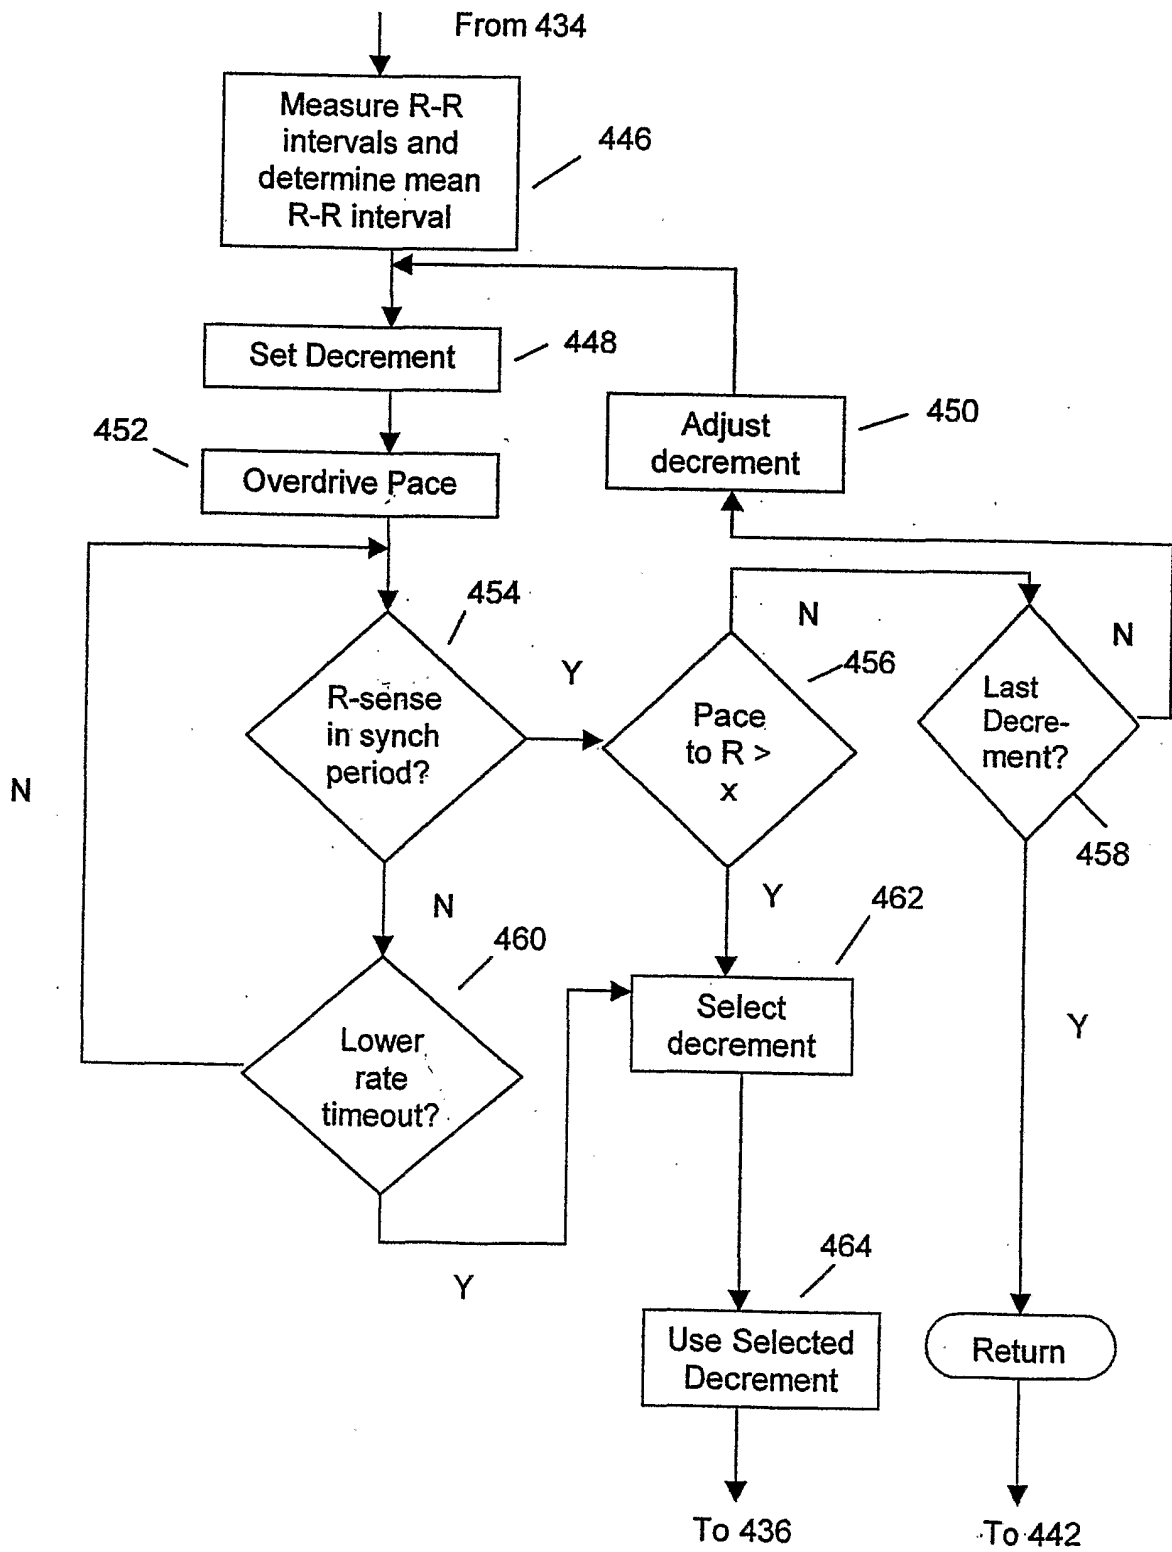 From 434
Measure R-R
intervals and
determine mean
R-R interval
446
Set Decrement
448
452
Overdrive Pace
Adjust
decrement
450
454
R-sense
in synch
period?
Y
N
456
Pace
to R >
x
N
Last
Decre-
ment?
N
458
N
460
Y
462
Lower
rate
timeout?
Select
decrement
Y
Y
464
Use Selected
Decrement
Return
To 436
To 442